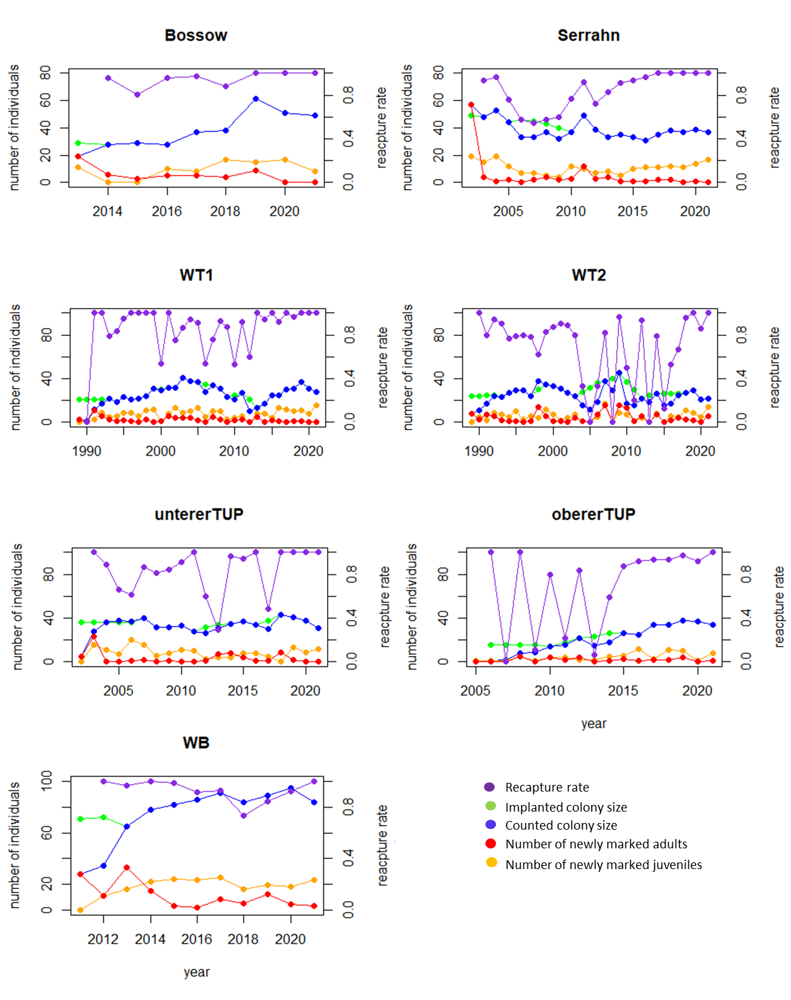 Bossow
number of individuals
0 20 40 60 80
0.0 0.4 0.8
reacpture rate
2014 2016 2018 2020
Serrahn
number of individuals
0 20 40 60 80
0.0 0.4 0.8
reacpture rate
2005 2010 2015 2020
WT1
number of individuals
0 40 80
0.0 0.4 0.8
reacpture rate
1990 2000 2010 2020
WT2
number of individuals
0 40 80
0.0 0.4 0.8
reacpture rate
1990 2000 2010 2020
untererTUP
number of individuals
0 40 80
0.0 0.4 0.8
reacpture rate
2005 2010 2015 2020
obererTUP
number of individuals
0 40 80
0.0 0.4 0.8
reacpture rate
2005 2010 2015 2020
year
WB
number of individuals
0 20 60 100
0.0 0.4 0.8
reacpture rate
2012 2014 2016 2018 2020
year
Recapture rate
Implanted colony size
Counted colony size
Number of newly marked adults
Number of newly marked juveniles